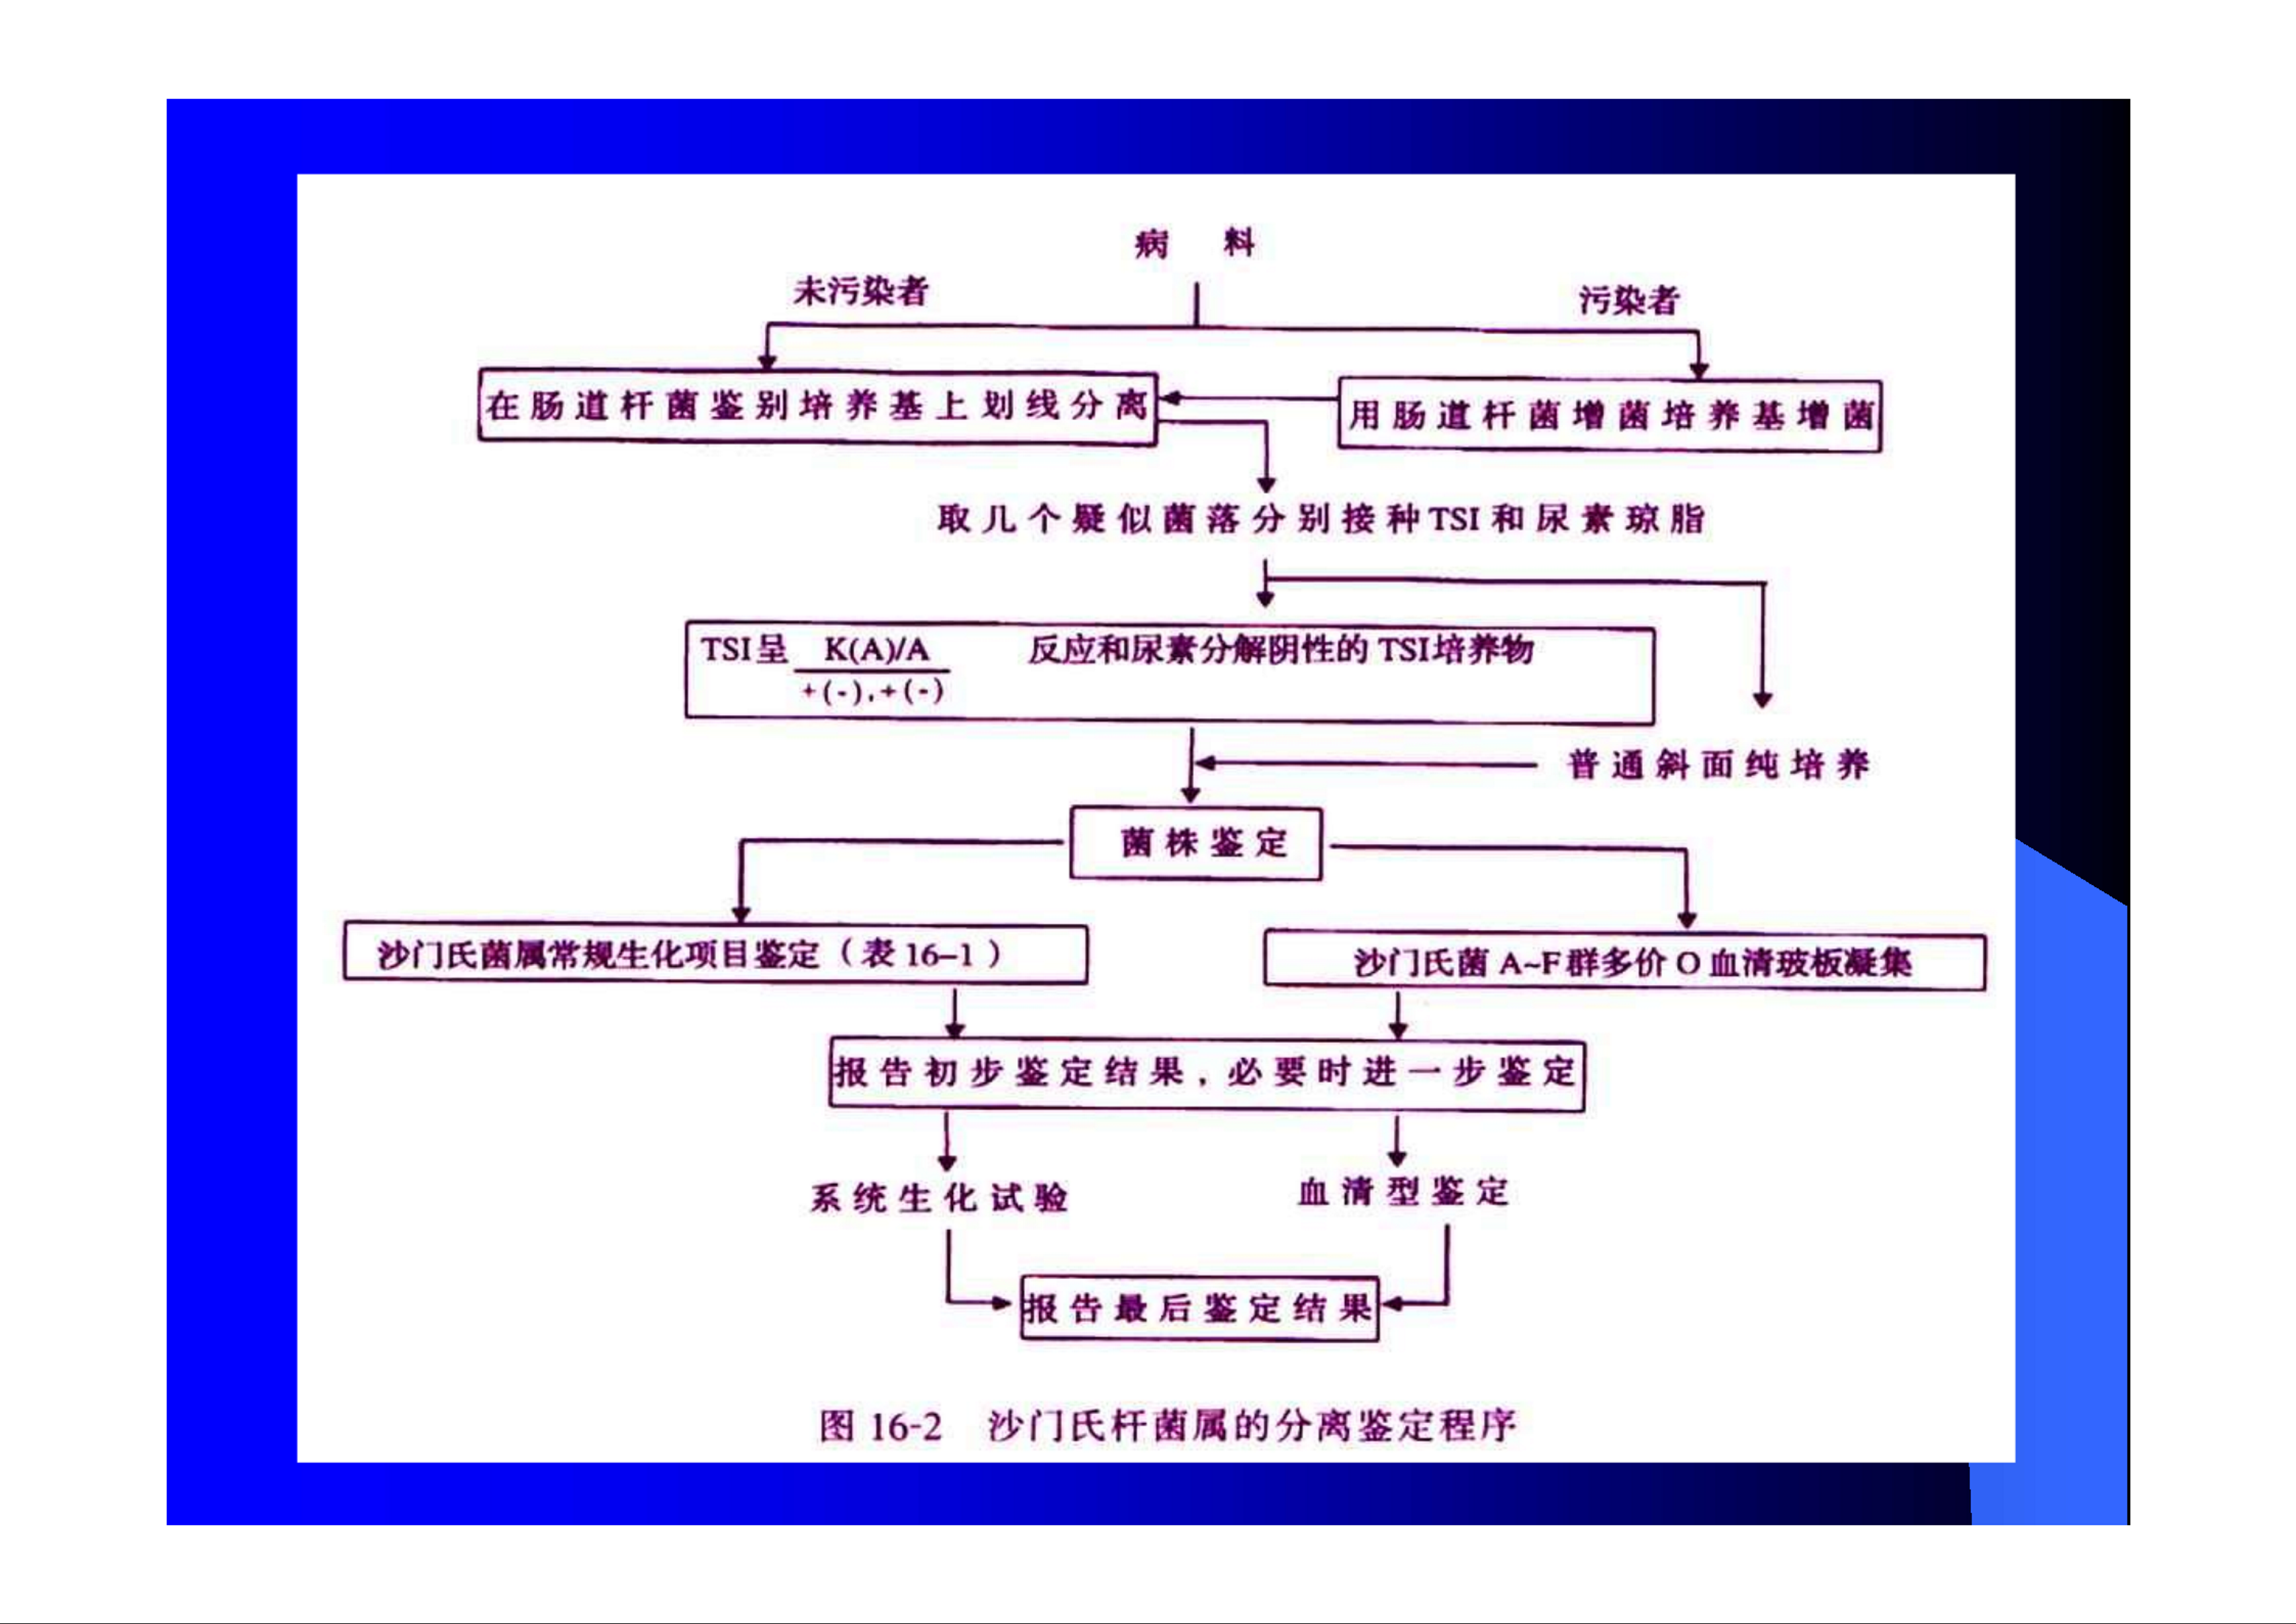 病 料
未污染者
污染者
在肠道杆菌鉴别培养基上划线分离
用肠道杆菌增菌培养基增菌
取几个疑似菌落分别接种TSI和尿素琼脂
TSI呈 K(A)/A 反应和尿素分解阴性的TSI培养物
+(-),+(-)
普通斜面纯培养
菌株鉴定
沙门氏菌属常规生化项目鉴定(表16-1)
沙门氏菌A~F群多价O血清玻板凝集
报告初步鉴定结果,必要时进一步鉴定
系统生化试验
血清型鉴定
报告最后鉴定结果
图 16-2 沙门氏杆菌属的分离鉴定程序